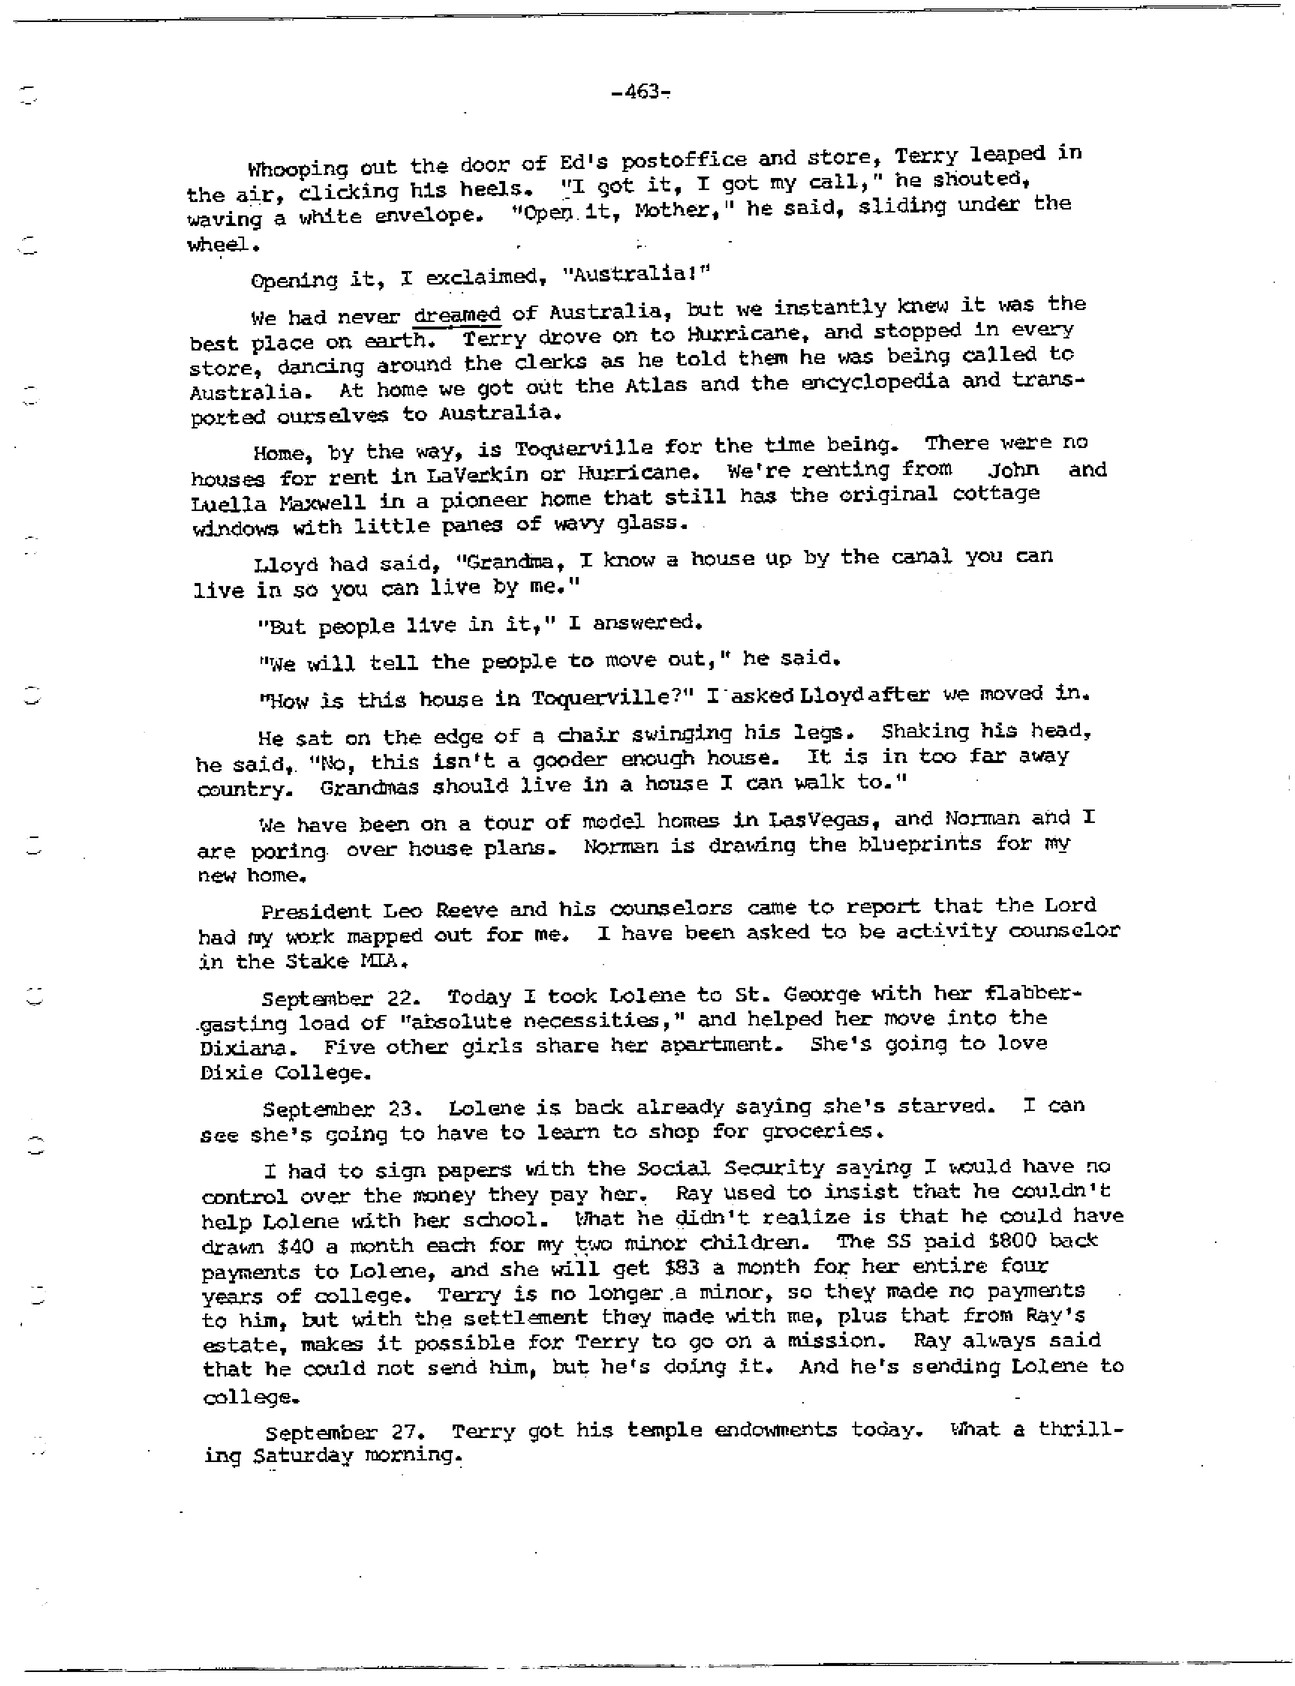 -463-
Whooping out the door of Ed's postoffice and store, Terry leaped in
the air, clicking his heels. "I got it, I got my call," he shouted,
waving a white envelope. "Open it, Mother," he said, sliding under the
wheel.
Opening it, I exclaimed, "Australia!"
We had never dreamed of Australia, but we instantly knew it was the
best place on earth. Terry drove on to Hurricane, and stopped in every
store, dancing around the clerks as he told them he was being called to
Australia. At home we got out the Atlas and the encyclopedia and trans-
ported ourselves to Australia.
Home, by the way, is Toquerville for the time being. There were no
houses for rent in LaVerkin or Hurricane. We're renting from John and
Luella Maxwell in a pioneer home that still has the original cottage
windows with little panes of wavy glass.
Lloyd had said, "Grandma, I know a house up by the canal you can
live in so you can live by me."
"But people live in it," I answered.
"We will tell the people to move out," he said.
"How is this house in Toquerville?" I asked Lloyd after we moved in.
He sat on the edge of a chair swinging his legs. Shaking his head,
he said, "No, this isn't a gooder enough house. It is in too far away
country. Grandmas should live in a house I can walk to."
We have been on a tour of model homes in LasVegas, and Norman and I
are poring over house plans. Norman is drawing the blueprints for my
new home.
President Leo Reeve and his counselors came to report that the Lord
had my work mapped out for me. I have been asked to be activity counselor
in the Stake MIA.
September 22. Today I took Lolene to St. George with her flabber-
gasting load of "absolute necessities," and helped her move into the
Dixiana. Five other girls share her apartment. She's going to love
Dixie College.
September 23. Lolene is back already saying she's starved. I can
see she's going to have to learn to shop for groceries.
I had to sign papers with the Social Security saying I would have no
control over the money they pay her. Ray used to insist that he couldn't
help Lolene with her school. What he didn't realize is that he could have
drawn $40 a month each for my two minor children. The SS paid $800 back
payments to Lolene, and she will get $83 a month for her entire four
years of college. Terry is no longer a minor, so they made no payments
to him, but with the settlement they made with me, plus that from Ray's
estate, makes it possible for Terry to go on a mission. Ray always said
that he could not send him, but he's doing it. And he's sending Lolene to
college.
September 27. Terry got his temple endowments today. What a thrill-
ing Saturday morning.